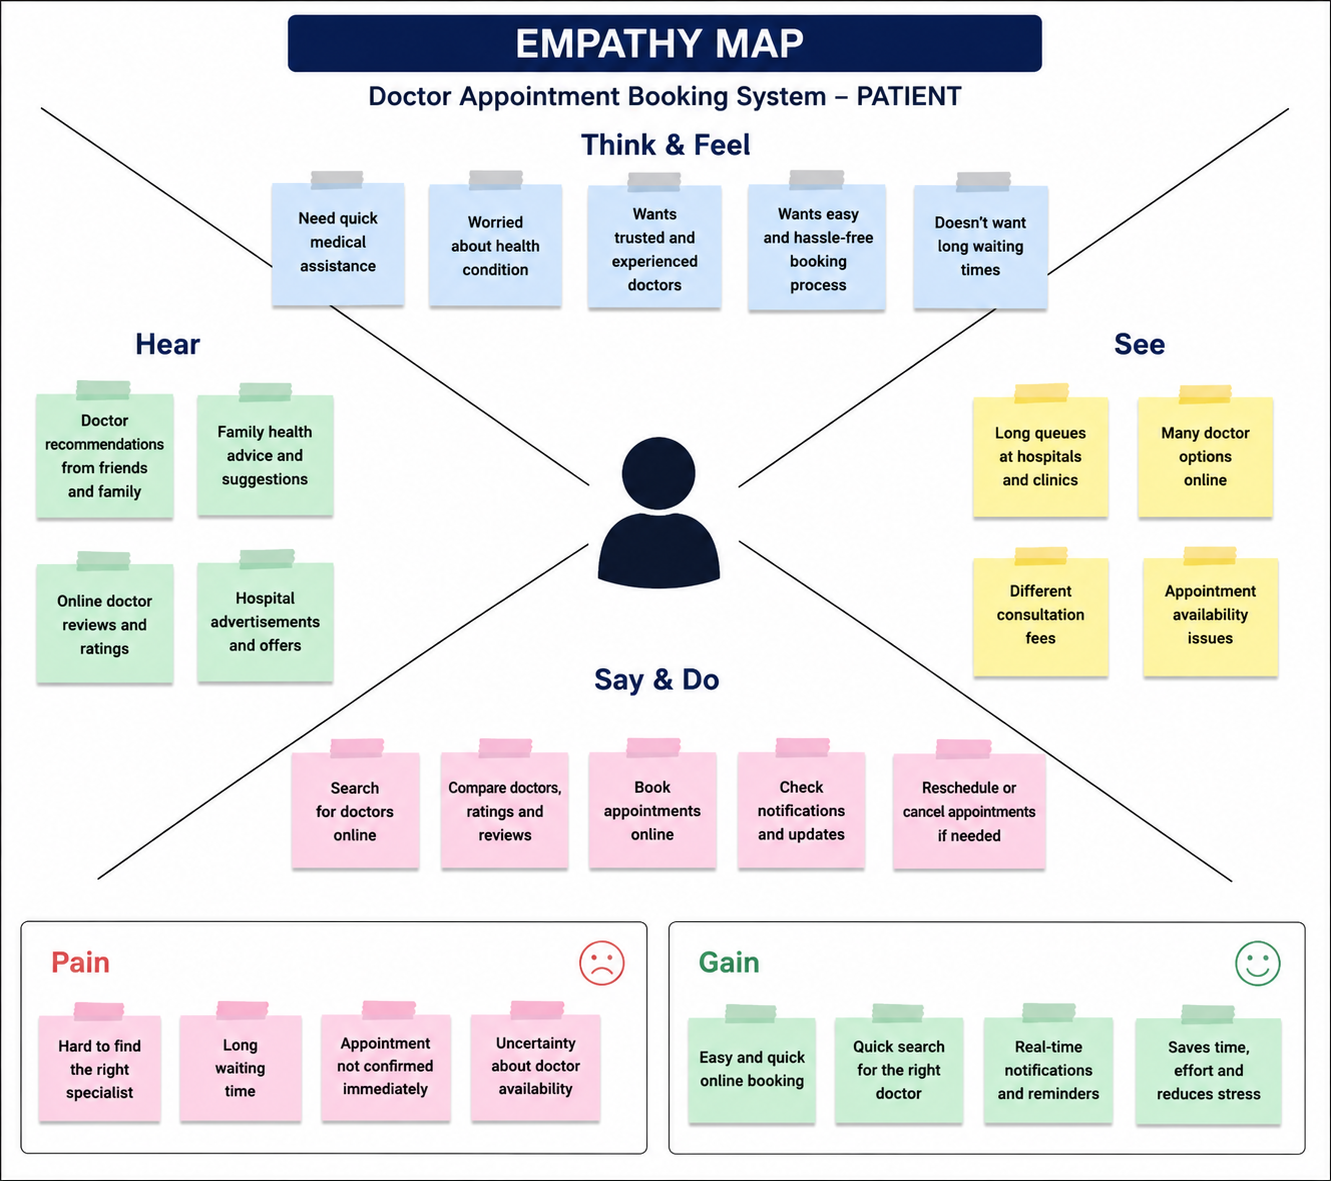 EMPATHY MAP
Doctor Appointment Booking System – PATIENT
Think & Feel
Need quick
medical
assistance
Worried
about health
condition
Wants
trusted and
experienced
doctors
Wants easy
and hassle-free
booking
process
Doesn't want
long waiting
times
Hear
Doctor
recommendations
from friends
and family
Family health
advice and
suggestions
Online doctor
reviews and
ratings
Hospital
advertisements
and offers
See
Long queues
at hospitals
and clinics
Many doctor
options
online
Different
consultation
fees
Appointment
availability
issues
Say & Do
Search
for doctors
online
Compare doctors,
ratings and
reviews
Book
appointments
online
Check
notifications
and updates
Reschedule or
cancel appointments
if needed
Pain
Hard to find
the right
specialist
Long
waiting
time
Appointment
not confirmed
immediately
Uncertainty
about doctor
availability
Gain
Easy and quick
online booking
Quick search
for the right
doctor
Real-time
notifications
and reminders
Saves time,
effort and
reduces stress